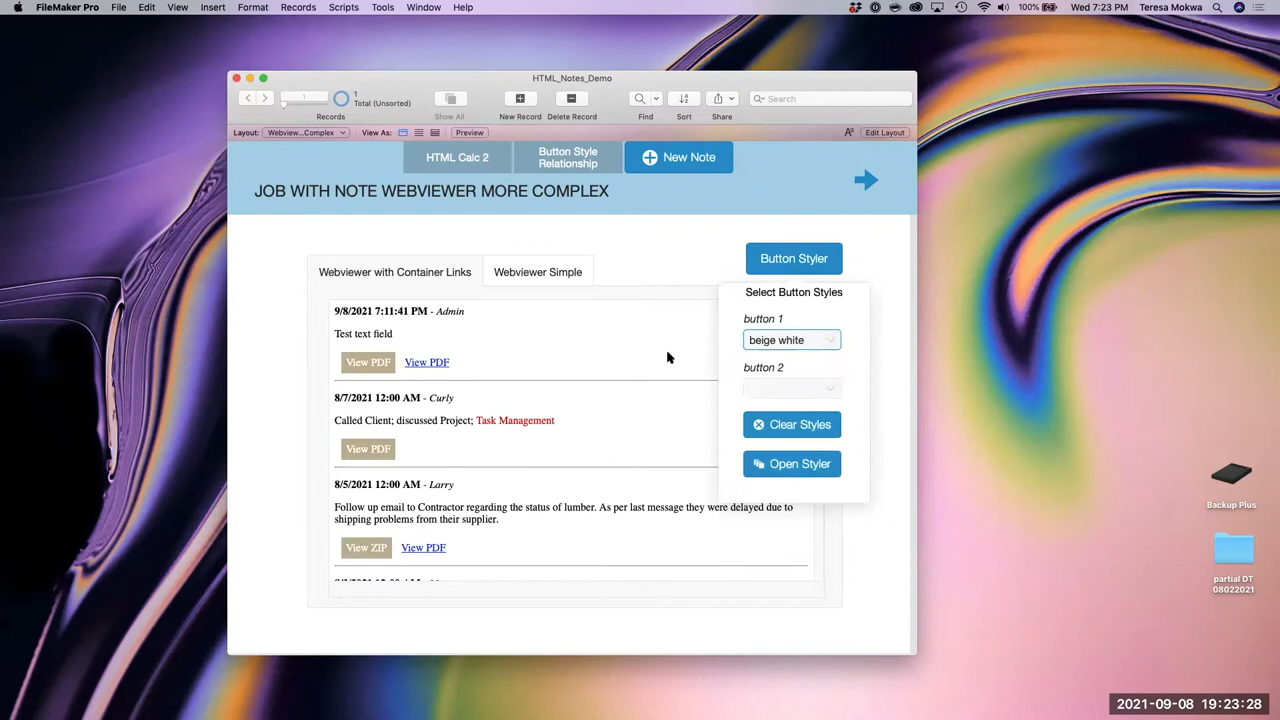 FileMaker Pro File Edit View Insert Format Records Scripts Tools Window Help 100% Wed 7:23 PM Teresa Mokwa
HTML_Notes_Demo
1
1
Total (Unsorted)
Search
Records Show All New Record Delete Record Find Sort Share
Layout: Webview...Complex View As: Preview Edit Layout
HTML Calc 2
Button Style
Relationship
New Note
JOB WITH NOTE WEBVIEWER MORE COMPLEX
Button Styler
Webviewer with Container Links Webviewer Simple
Select Button Styles
button 1
beige white
button 2
Clear Styles
Open Styler
9/8/2021 7:11:41 PM - Admin
Test text field
View PDF View PDF
8/7/2021 12:00 AM - Curly
Called Client; discussed Project; Task Management
View PDF
8/5/2021 12:00 AM - Larry
Follow up email to Contractor regarding the status of lumber. As per last message they were delayed due to
shipping problems from their supplier.
View ZIP View PDF
Backup Plus
partial DT
08022021
2021-09-08 19:23:28